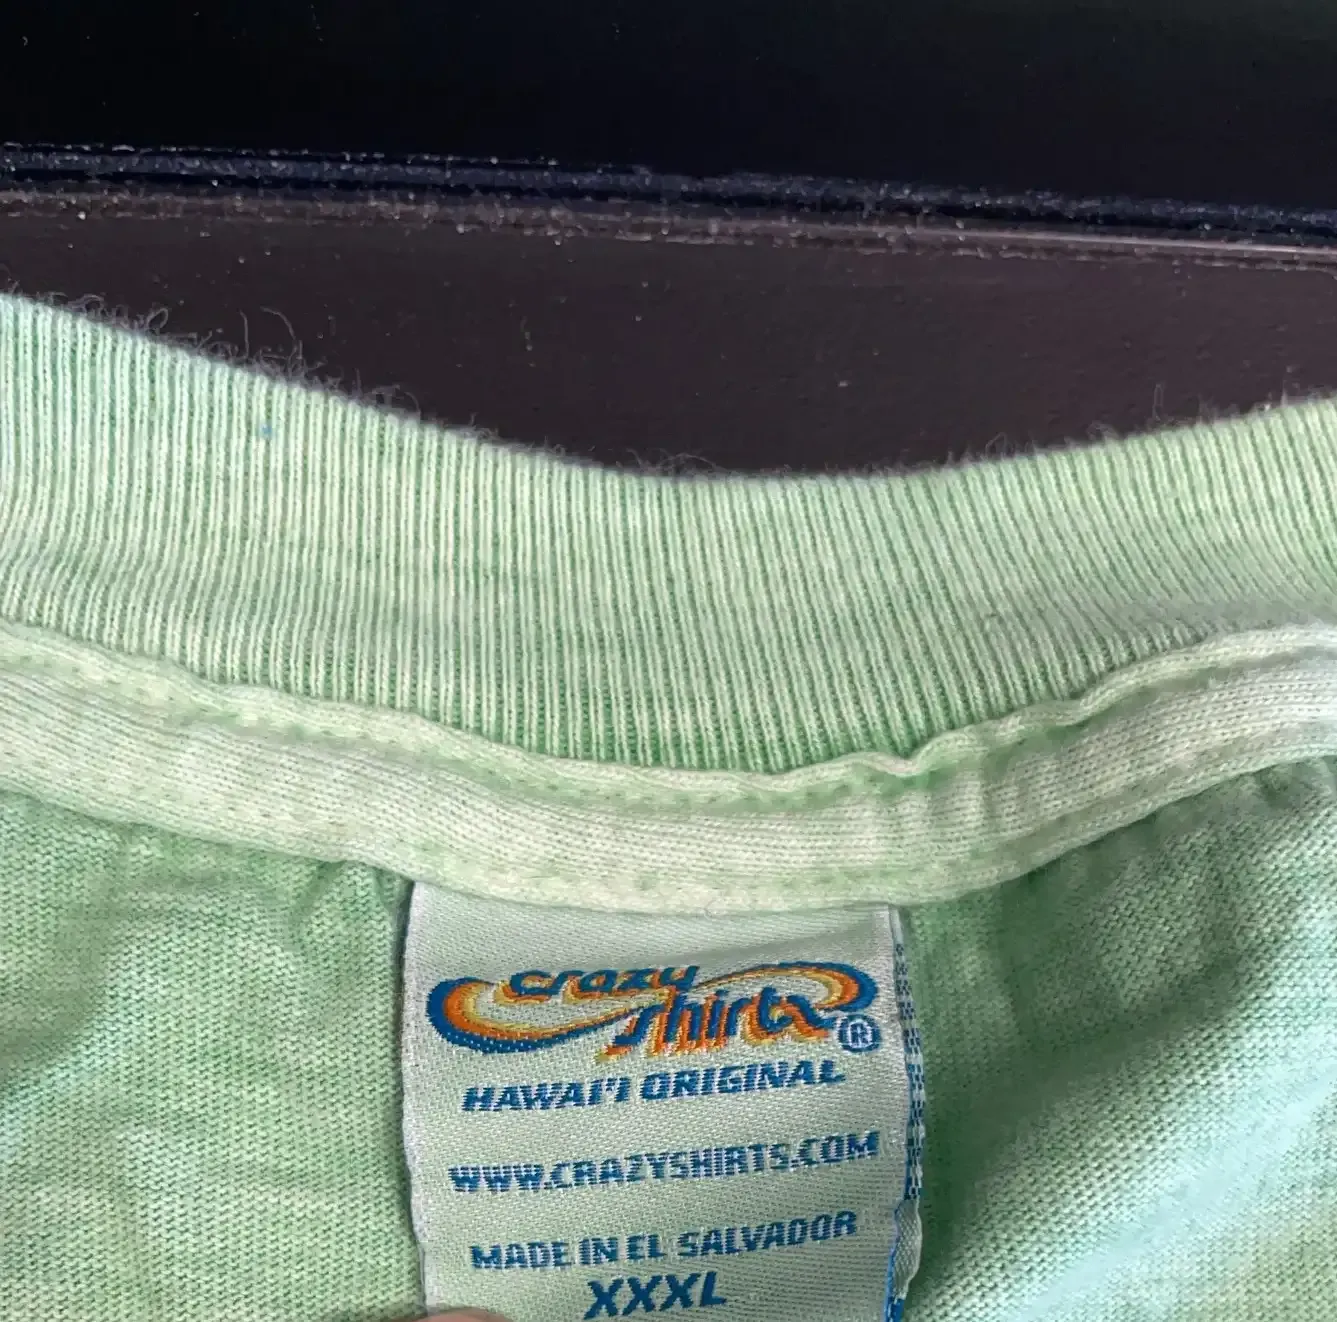 crazy
shirts®
HAWAI'I ORIGINAL
WWW.CRAZYSHIRTS.COM
MADE IN EL SALVADOR
XXXL